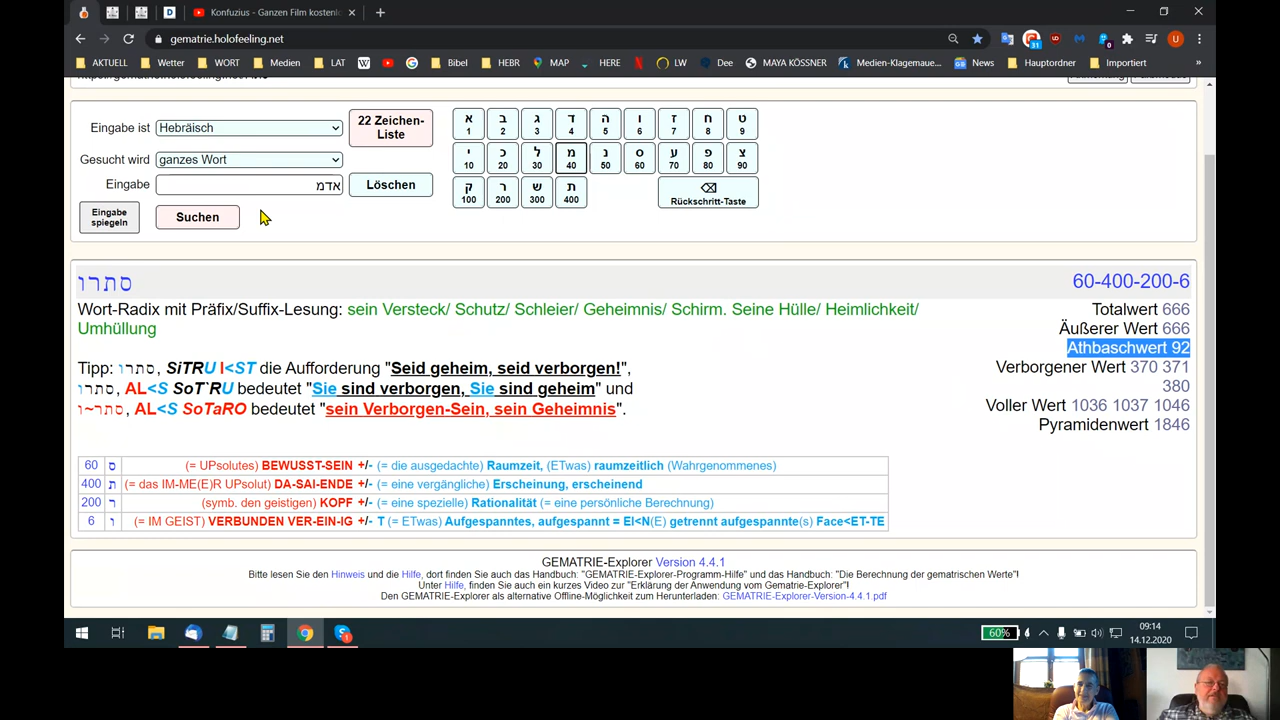 Konfuzius - Ganzen Film kostenl
gematrie.holofeeling.net
31
0
U
AKTUELL Wetter WORT Medien LAT Bibel HEBR MAP HERE LW Dee MAYA KÖSSNER Medien-Klagemaue... News Hauptordner Importiert »
Eingabe ist Hebräisch
22 Zeichen-Liste
Gesucht wird ganzes Wort
Eingabe אדמ
Löschen
Eingabe spiegeln
Suchen
א ב ג ד ה ו ז ח ט
1 2 3 4 5 6 7 8 9
י כ ל מ נ ס ע פ צ
10 20 30 40 50 60 70 80 90
ק ר ש ת
100 200 300 400
Rückschritt-Taste
סתרו 60-400-200-6
Wort-Radix mit Präfix/Suffix-Lesung: sein Versteck/ Schutz/ Schleier/ Geheimnis/ Schirm. Seine Hülle/ Heimlichkeit/
Umhüllung
Totalwert 666
Äußerer Wert 666
Athbaschwert 92
Verborgener Wert 370 371
380
Voller Wert 1036 1037 1046
Pyramidenwert 1846
Tipp: סתרו, SiTRU I<ST die Aufforderung "Seid geheim, seid verborgen!",
סתרו, AL<S SoT`RU bedeutet "Sie sind verborgen, Sie sind geheim" und
סתר~ו, AL<S SoTaRO bedeutet "sein Verborgen-Sein, sein Geheimnis".
60 ס (= UPsolutes) BEWUSST-SEIN +/- (= die ausgedachte) Raumzeit, (ETwas) raumzeitlich (Wahrgenommenes)
400 ת (= das IM-ME(E)R UPsolut) DA-SAI-ENDE +/- (= eine vergängliche) Erscheinung, erscheinend
200 ר (symb. den geistigen) KOPF +/- (= eine spezielle) Rationalität (= eine persönliche Berechnung)
6 ו (= IM GEIST) VERBUNDEN VER-EIN-IG +/- T (= ETwas) Aufgespanntes, aufgespannt = EI<N(E) getrennt aufgespannte(s) Face<ET-TE
GEMATRIE-Explorer Version 4.4.1
Bitte lesen Sie den Hinweis und die Hilfe, dort finden Sie auch das Handbuch: "GEMATRIE-Explorer-Programm-Hilfe" und das Handbuch: "Die Berechnung der gematrischen Werte"!
Unter Hilfe, finden Sie auch ein kurzes Video zur "Erklärung der Anwendung vom Gematrie-Explorer"!
Den GEMATRIE-Explorer als alternative Offline-Möglichkeit zum Herunterladen: GEMATRIE-Explorer-Version-4.4.1.pdf
60%
09:14
14.12.2020